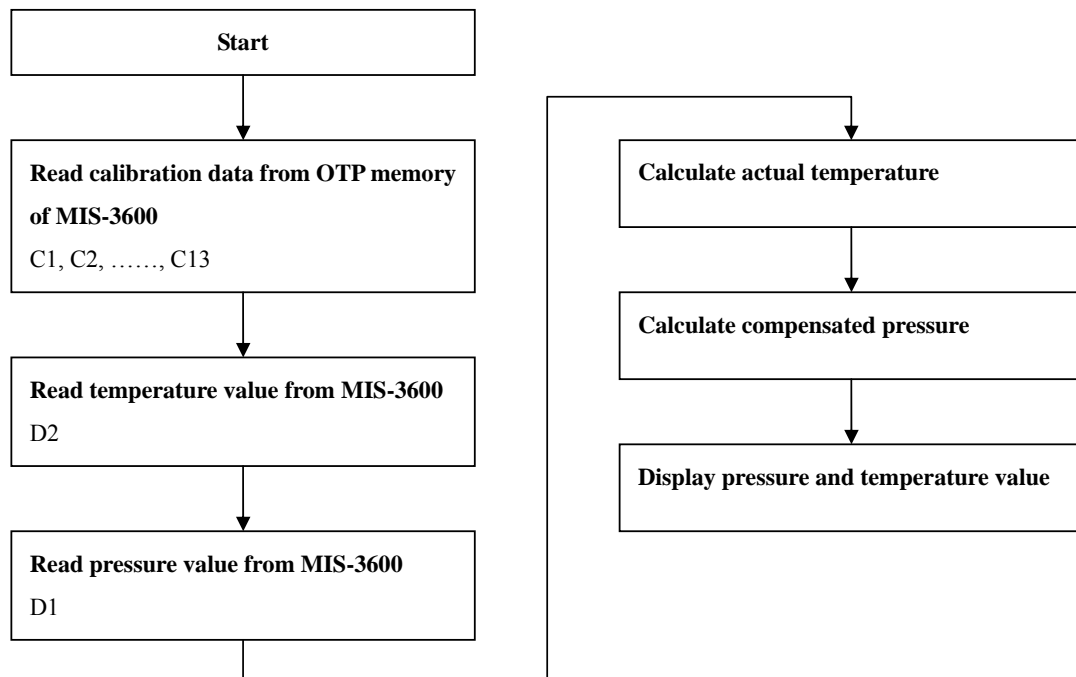 Start
Read calibration data from OTP memory
of MIS-3600
C1, C2, ……, C13
Read temperature value from MIS-3600
D2
Read pressure value from MIS-3600
D1
Calculate actual temperature
Calculate compensated pressure
Display pressure and temperature value